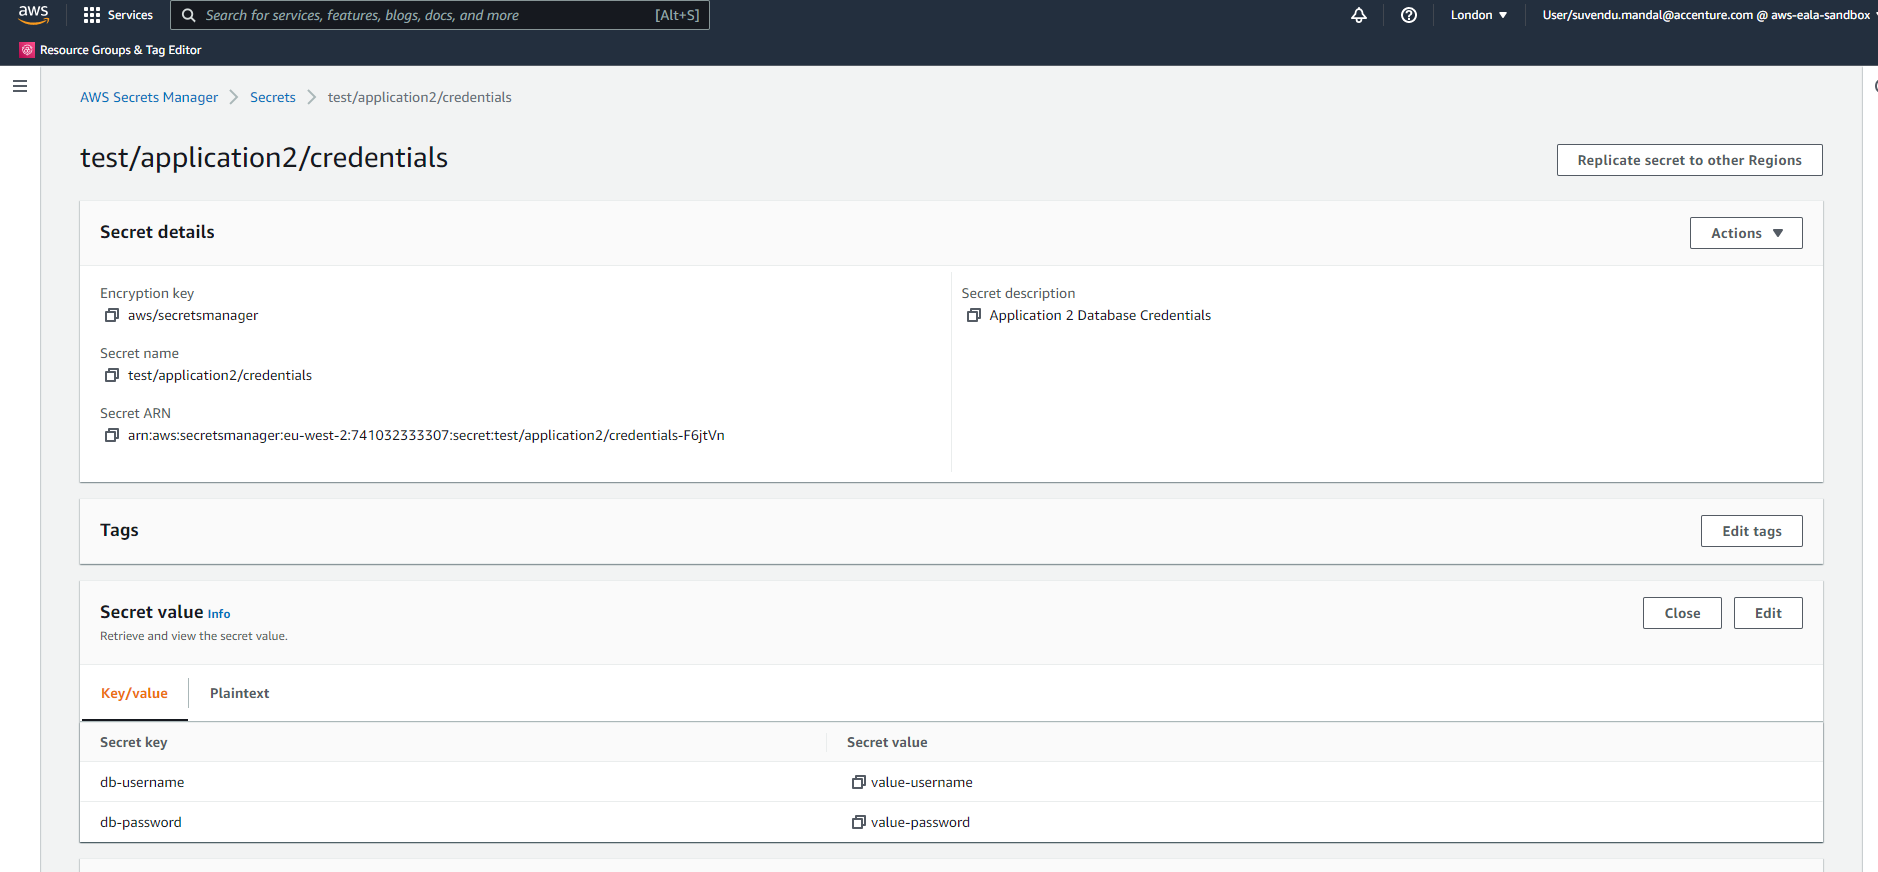 aws
Services
Search for services, features, blogs, docs, and more
[Alt+S]
London
User/suvendu.mandal@accenture.com @ aws-eala-sandbox
Resource Groups & Tag Editor
AWS Secrets Manager
Secrets
test/application2/credentials
test/application2/credentials
Replicate secret to other Regions
Secret details
Actions
Encryption key
aws/secretsmanager
Secret name
test/application2/credentials
Secret ARN
arn:aws:secretsmanager:eu-west-2:741032333307:secret:test/application2/credentials-F6jtVn
Secret description
Application 2 Database Credentials
Tags
Edit tags
Secret value Info
Retrieve and view the secret value.
Close
Edit
Key/value
Plaintext
Secret key
Secret value
db-username
value-username
db-password
value-password